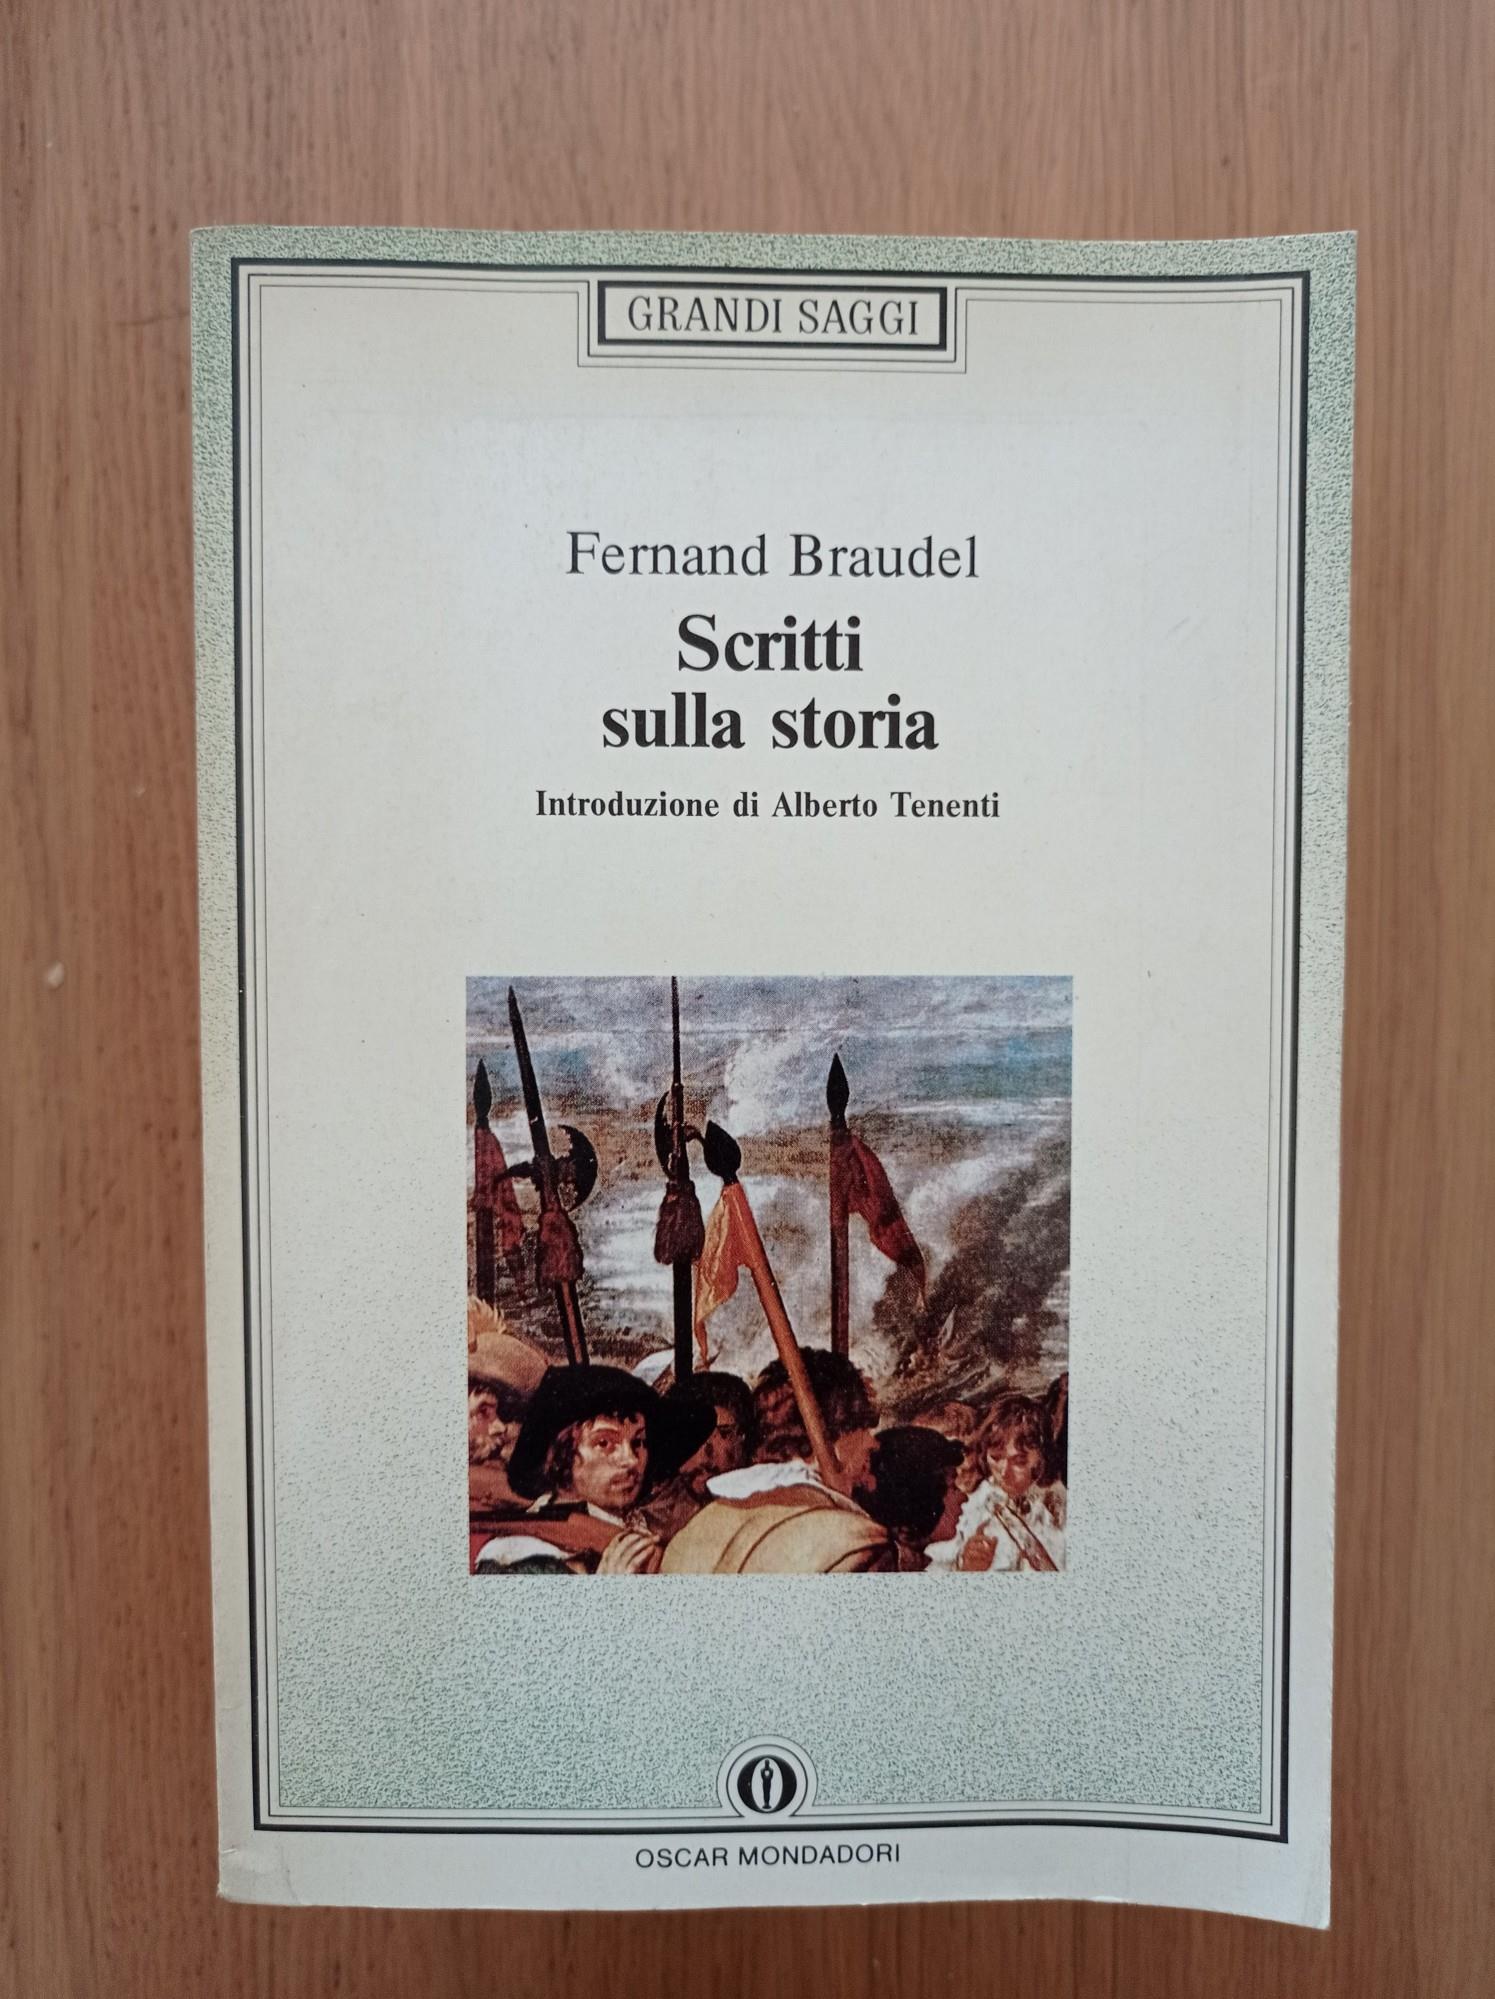 GRANDI SAGGI
Fernand Braudel
Scritti
sulla storia
Introduzione di Alberto Tenenti
OSCAR MONDADORI